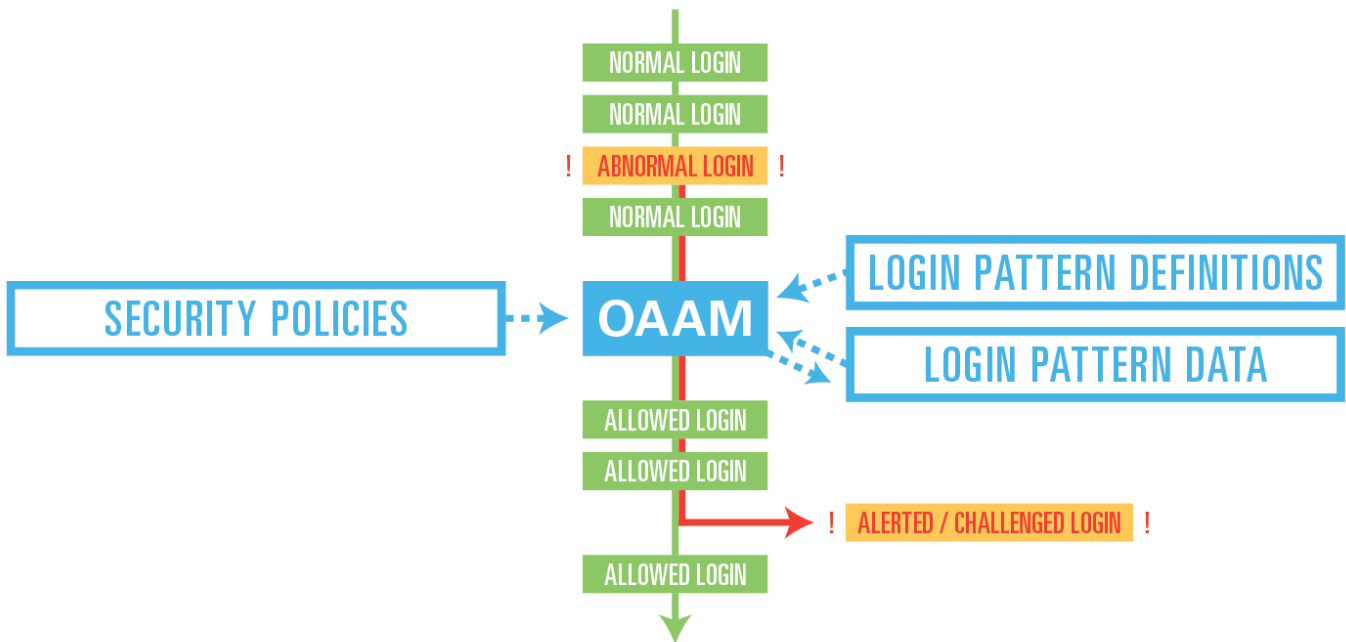 NORMAL LOGIN
NORMAL LOGIN
! ABNORMAL LOGIN !
NORMAL LOGIN
SECURITY POLICIES
OAAM
LOGIN PATTERN DEFINITIONS
LOGIN PATTERN DATA
ALLOWED LOGIN
ALLOWED LOGIN
! ALERTED / CHALLENGED LOGIN !
ALLOWED LOGIN